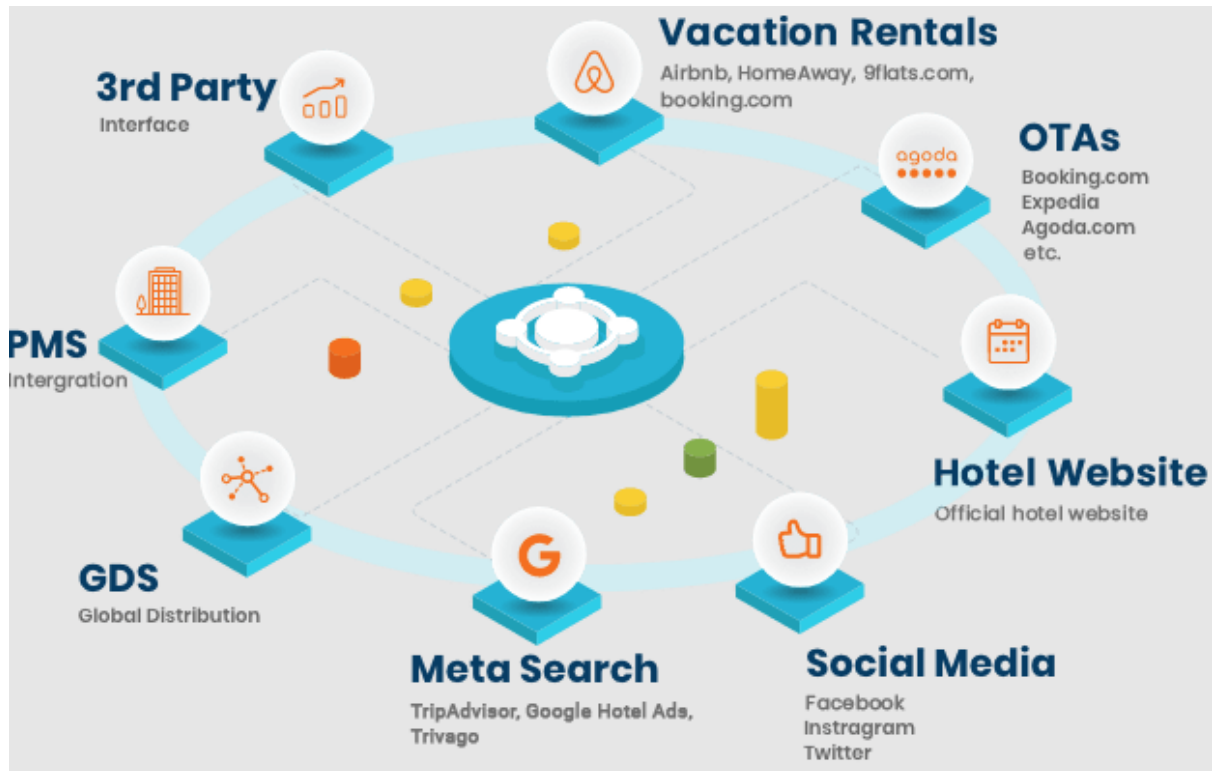 Vacation Rentals
Airbnb, HomeAway, 9flats.com,
booking.com
3rd Party
Interface
OTAs
Booking.com
Expedia
Agoda.com
etc.
agoda
PMS
Intergration
Hotel Website
Official hotel website
GDS
Global Distribution
G
Meta Search
TripAdvisor, Google Hotel Ads,
Trivago
Social Media
Facebook
Instragram
Twitter